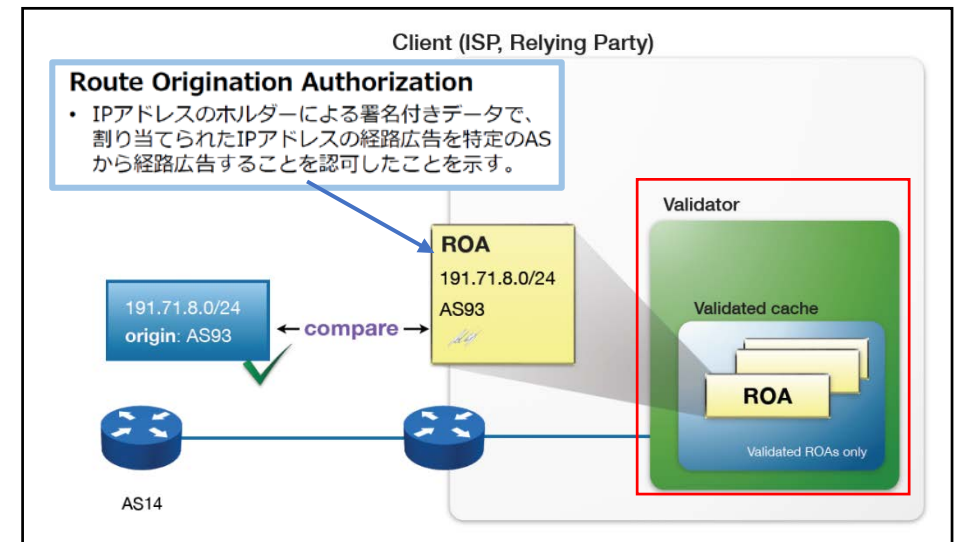 Client (ISP, Relying Party)
Route Origination Authorization
• IPアドレスのホルダーによる署名付きデータで、
割り当てられたIPアドレスの経路広告を特定のAS
から経路広告することを認可したことを示す。
Validator
ROA
191.71.8.0/24
AS93
191.71.8.0/24
origin: AS93
compare
Validated cache
ROA
Validated ROAs only
AS14